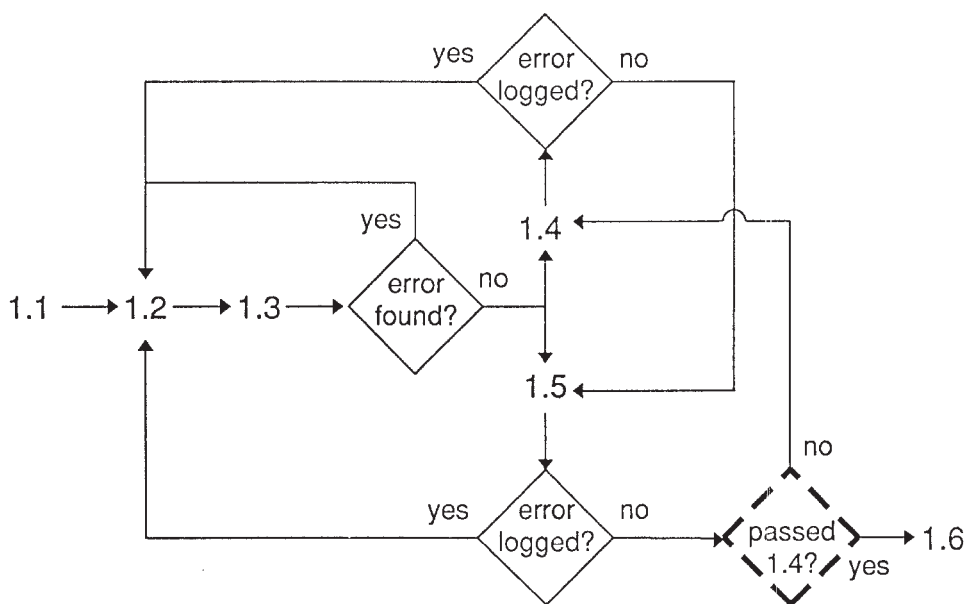 yes
error
logged?
no
yes
1.4
1.1
1.2
1.3
error
found?
no
1.5
no
yes
error
logged?
no
passed
1.4?
yes
1.6